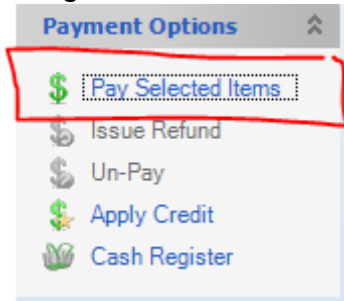 Payment Options
Pay Selected Items
Issue Refund
Un-Pay
Apply Credit
Cash Register